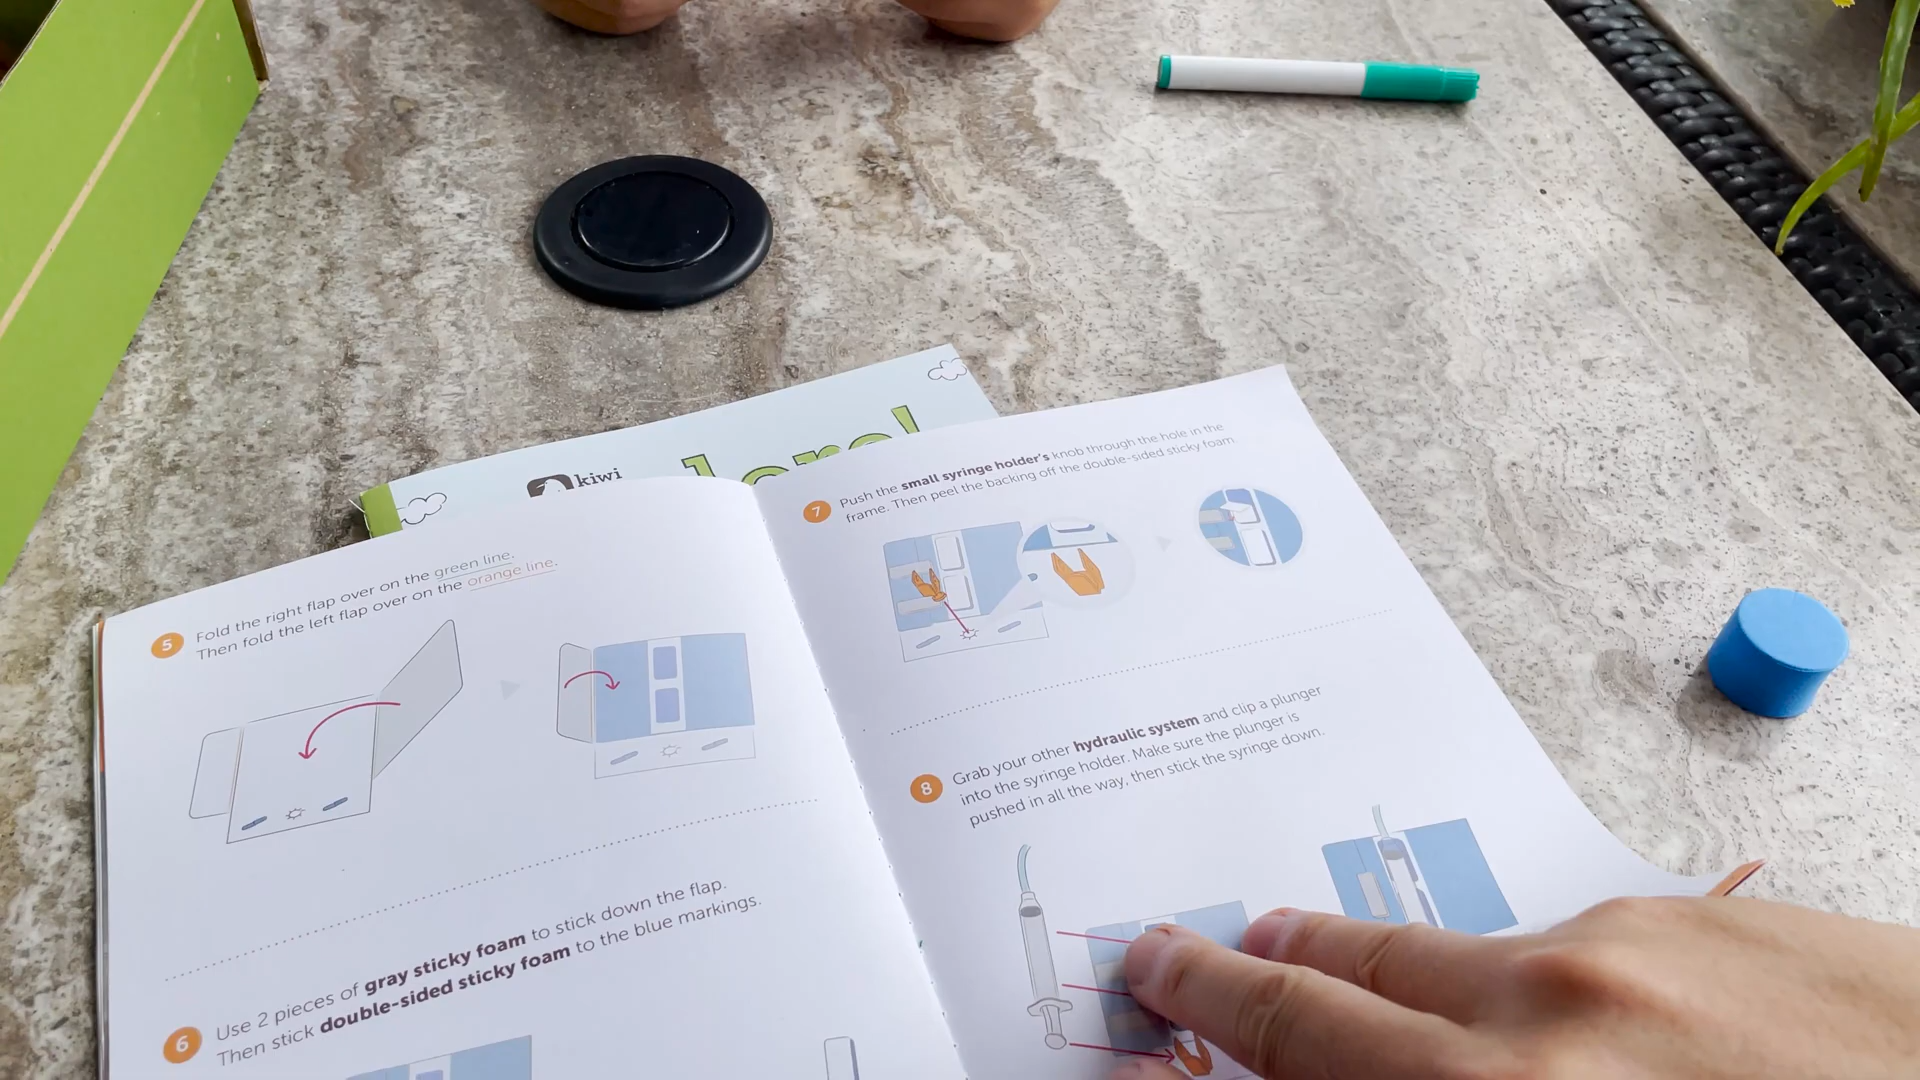 kiwi
5
Fold the right flap over on the green line.
Then fold the left flap over on the orange line.
6
Use 2 pieces of gray sticky foam to stick down the flap.
Then stick double-sided sticky foam to the blue markings.
7
Push the small syringe holder's knob through the hole in the
frame. Then peel the backing off the double-sided sticky foam
8
Grab your other hydraulic system and clip a plunger
into the syringe holder. Make sure the plunger is
pushed in all the way, then stick the syringe down.